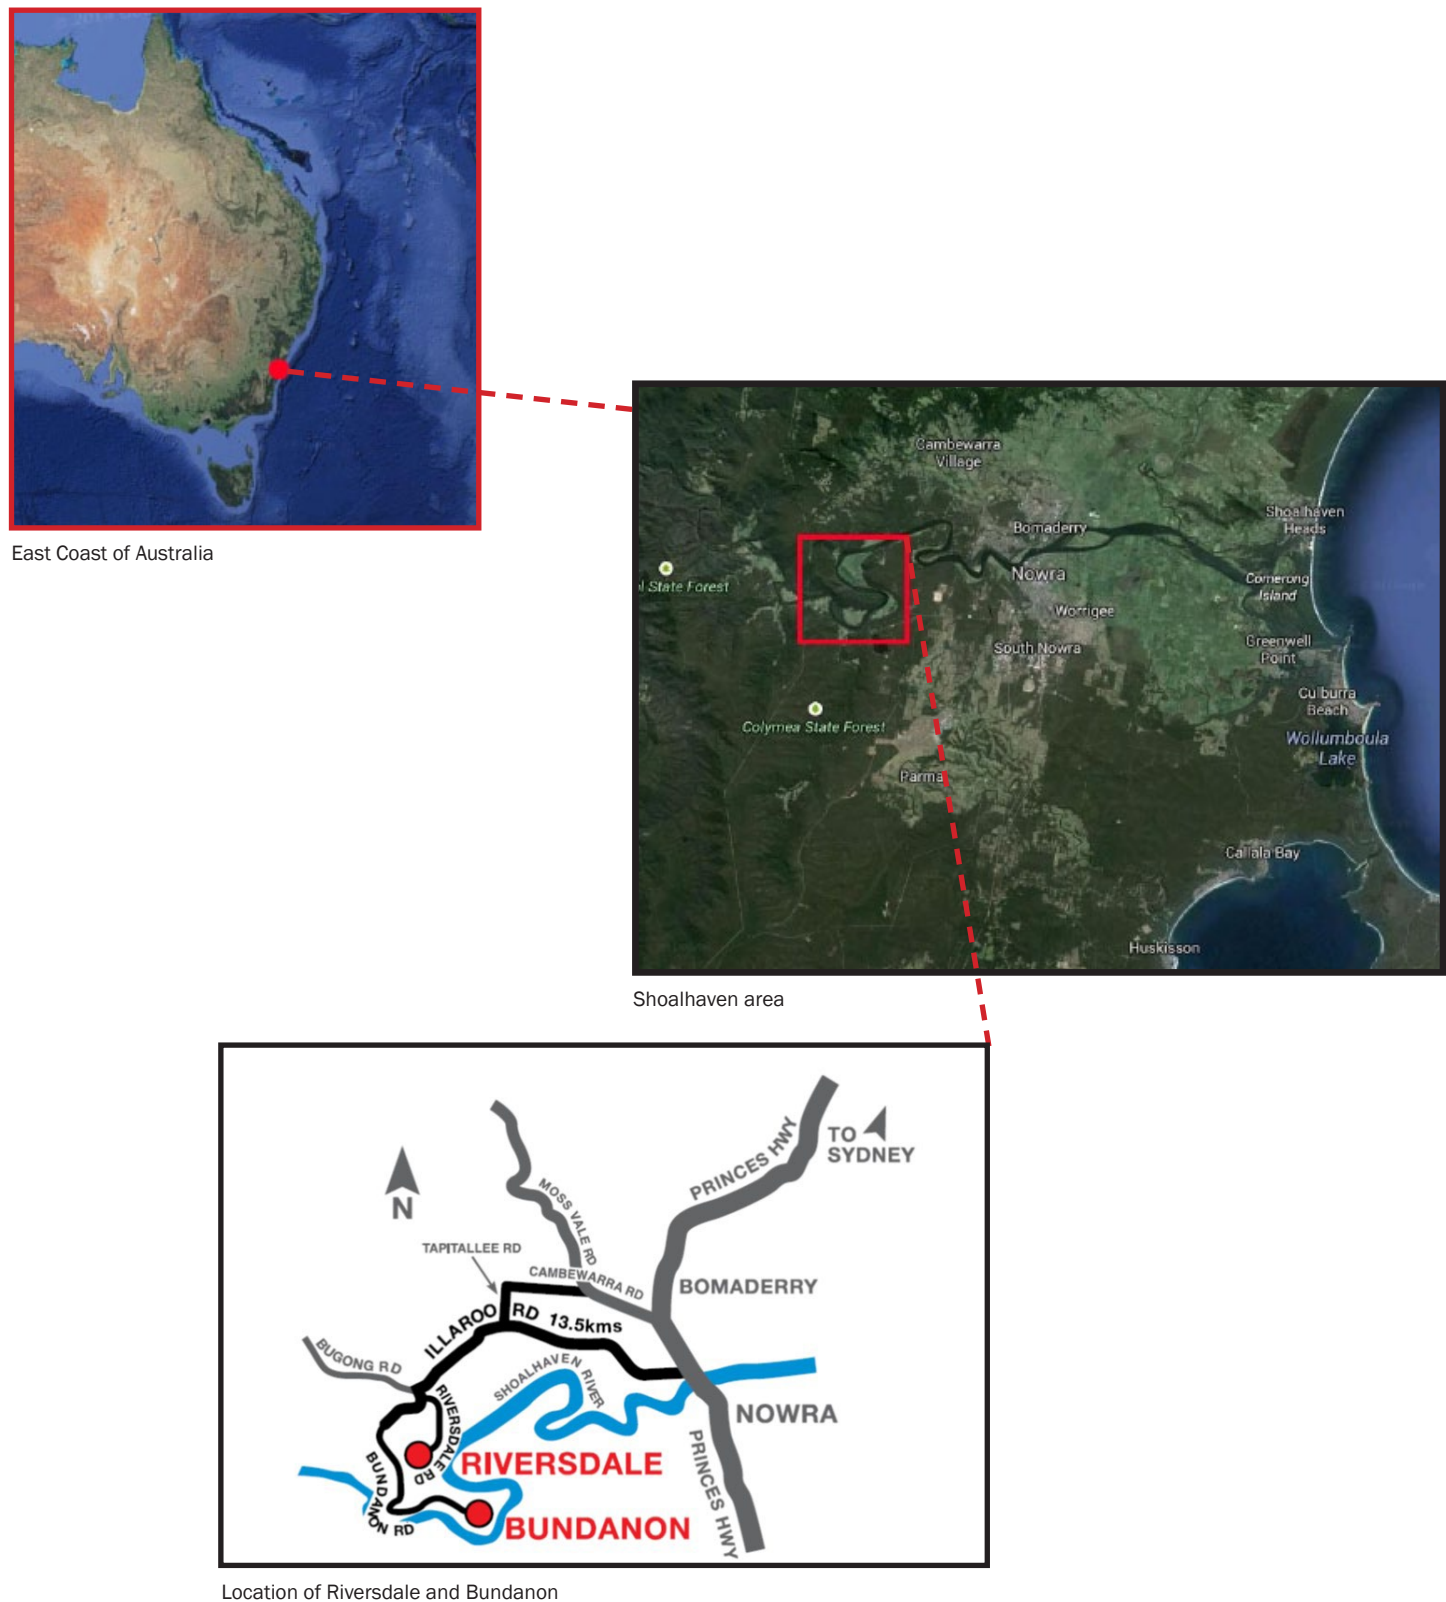 East Coast of Australia
Cambewarra
Village
Bomaderry
Shoalhaven
Heads
Nowra
Comerong
Island
State Forest
Worrigee
South Nowra
Greenwell
Point
Culburra
Beach
Colymea State Forest
Wollumboula
Lake
Parma
Callala Bay
Huskisson
Shoalhaven area
PRINCES HWY
TO
SYDNEY
N
MOSS VALE RD
TAPITALLEE RD
CAMBEWARRA RD
BOMADERRY
ILLAROO RD 13.5kms
BUGONG RD
SHOALHAVEN RIVER
RIVERSDALE RD
NOWRA
RIVERSDALE
PRINCES HWY
BUNDANON RD
BUNDANON
Location of Riversdale and Bundanon